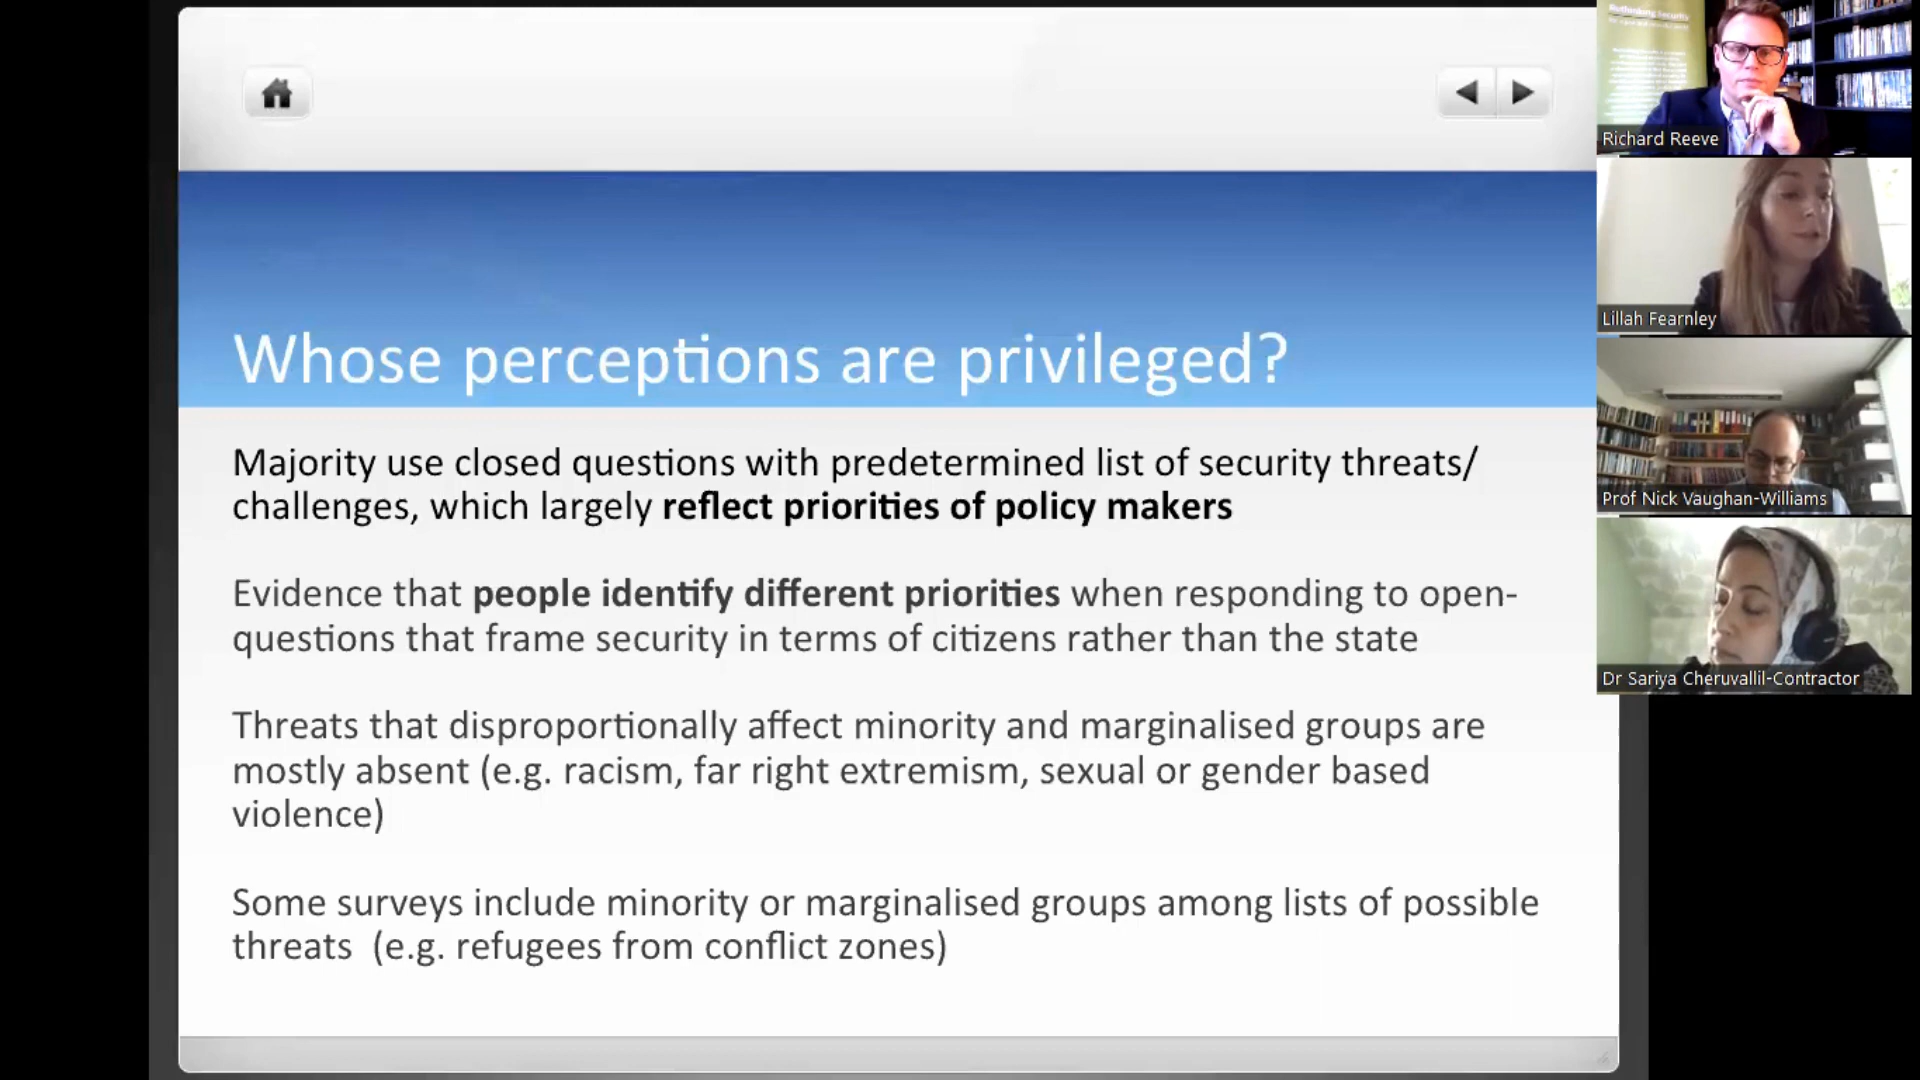 Whose perceptions are privileged?
Majority use closed questions with predetermined list of security threats/
challenges, which largely reflect priorities of policy makers
Evidence that people identify different priorities when responding to open-
questions that frame security in terms of citizens rather than the state
Threats that disproportionally affect minority and marginalised groups are
mostly absent (e.g. racism, far right extremism, sexual or gender based
violence)
Some surveys include minority or marginalised groups among lists of possible
threats  (e.g. refugees from conflict zones)
Rethinking Security
Richard Reeve
Lillah Fearnley
Prof Nick Vaughan-Williams
Dr Sariya Cheruvallil-Contractor